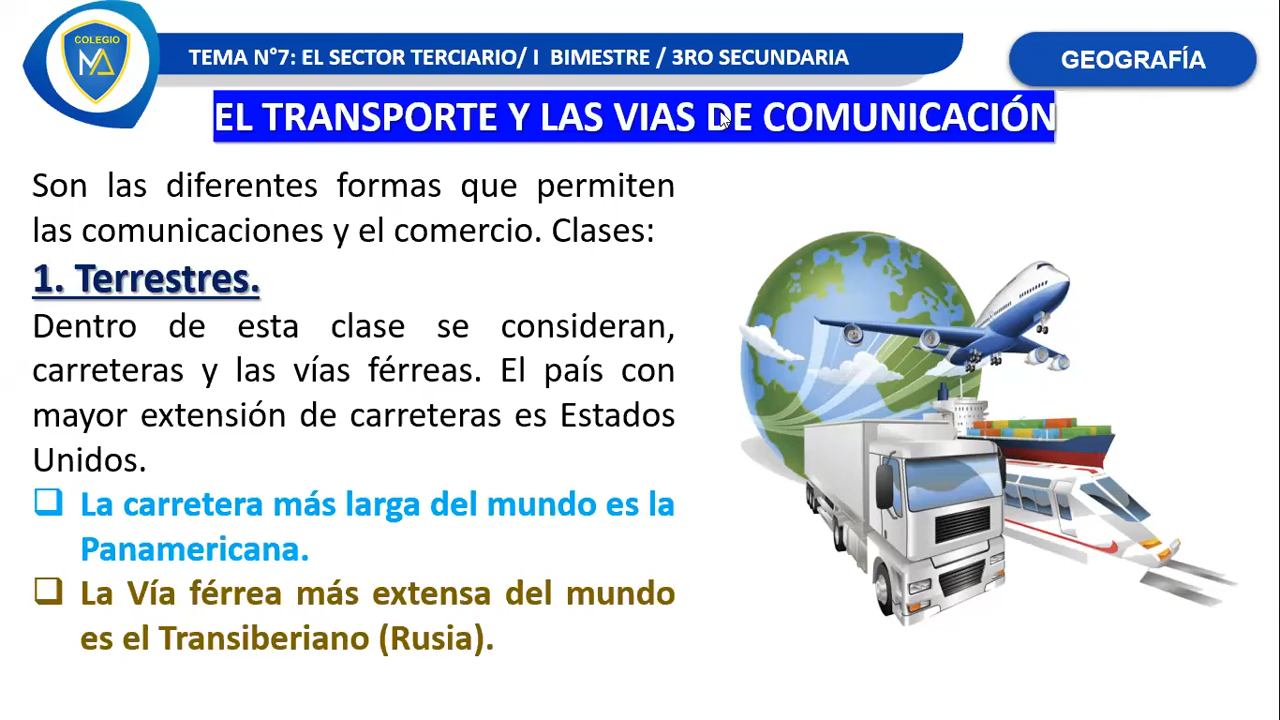 COLEGIO
MA
TEMA N°7: EL SECTOR TERCIARIO/ I BIMESTRE / 3RO SECUNDARIA
GEOGRAFÍA
EL TRANSPORTE Y LAS VIAS DE COMUNICACIÓN
Son las diferentes formas que permiten
las comunicaciones y el comercio. Clases:
1. Terrestres.
Dentro de esta clase se consideran,
carreteras y las vías férreas. El país con
mayor extensión de carreteras es Estados
Unidos.
❑ La carretera más larga del mundo es la
Panamericana.
❑ La Vía férrea más extensa del mundo
es el Transiberiano (Rusia).